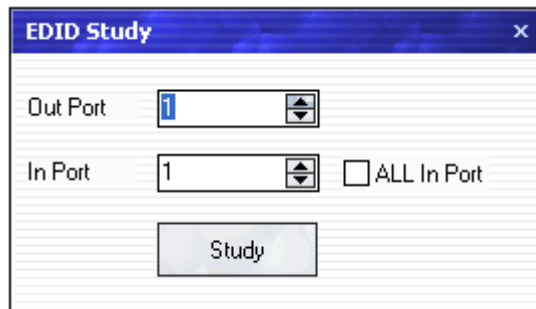 EDID Study
Out Port 1
In Port 1 ALL In Port
Study